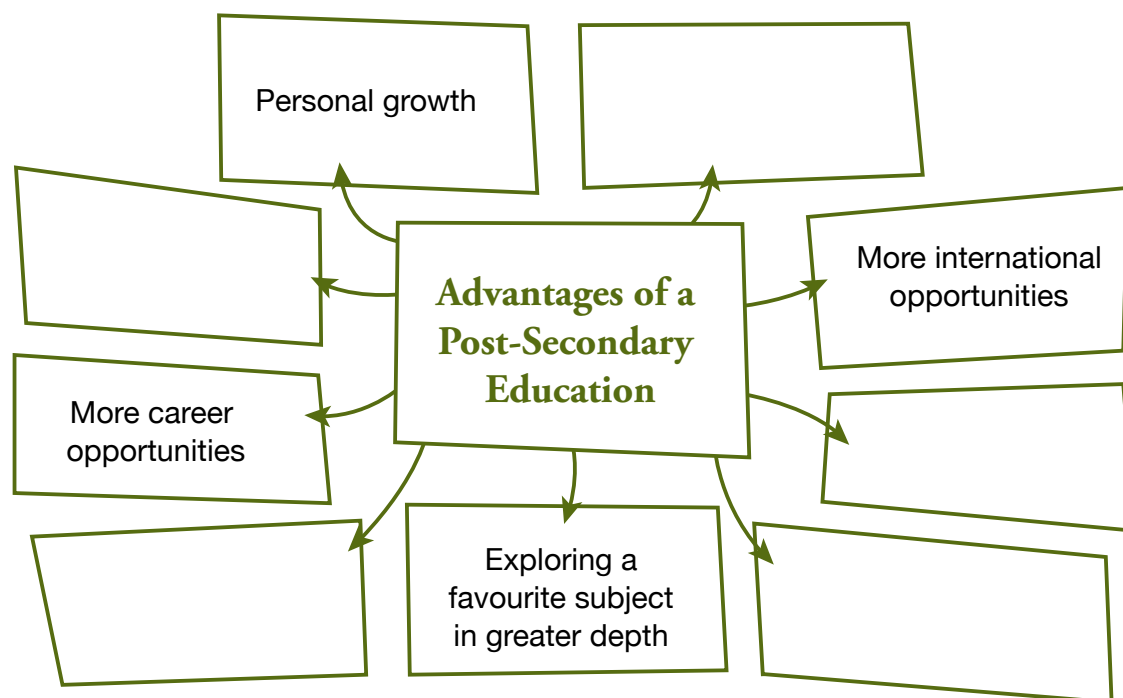 Personal growth
Advantages of a
Post-Secondary
Education
More international
opportunities
More career
opportunities
Exploring a
favourite subject
in greater depth